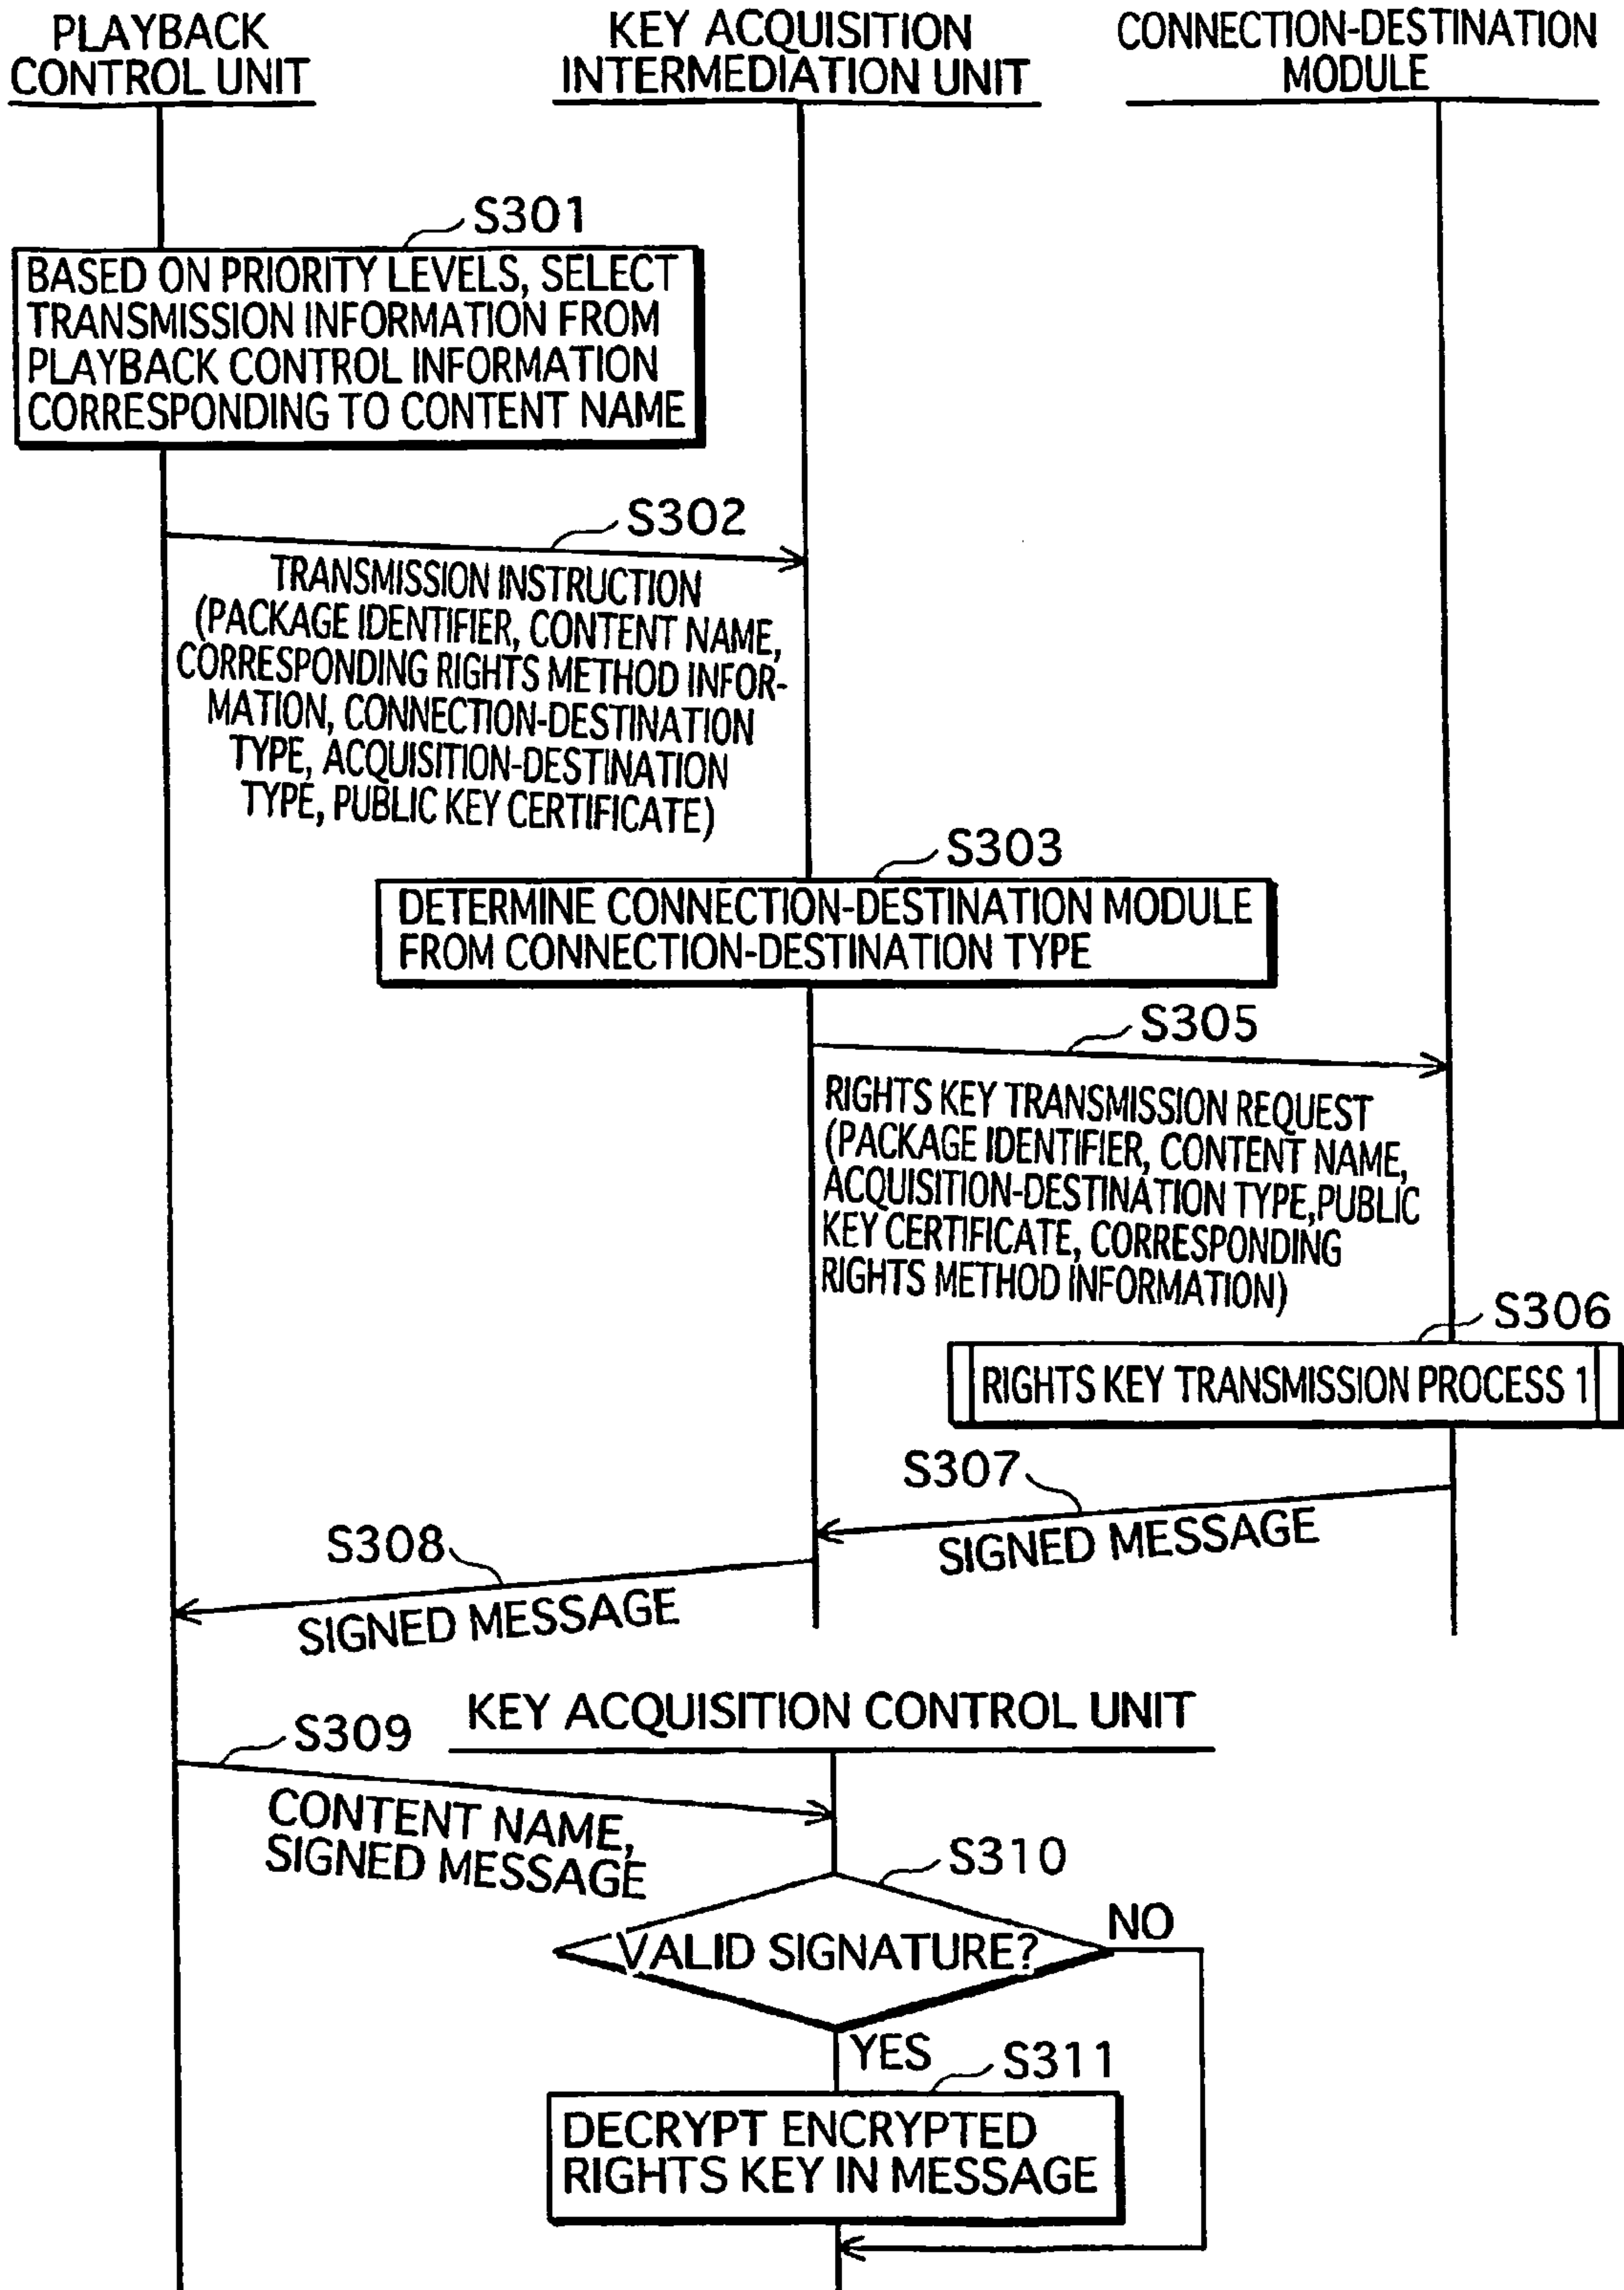 PLAYBACK
CONTROL UNIT
KEY ACQUISITION
INTERMEDIATION UNIT
CONNECTION-DESTINATION
MODULE
S301
BASED ON PRIORITY LEVELS, SELECT
TRANSMISSION INFORMATION FROM
PLAYBACK CONTROL INFORMATION
CORRESPONDING TO CONTENT NAME
S302
TRANSMISSION INSTRUCTION
(PACKAGE IDENTIFIER, CONTENT NAME,
CORRESPONDING RIGHTS METHOD INFOR-
MATION, CONNECTION-DESTINATION
TYPE, ACQUISITION-DESTINATION
TYPE, PUBLIC KEY CERTIFICATE)
S303
DETERMINE CONNECTION-DESTINATION MODULE
FROM CONNECTION-DESTINATION TYPE
S305
RIGHTS KEY TRANSMISSION REQUEST
(PACKAGE IDENTIFIER, CONTENT NAME,
ACQUISITION-DESTINATION TYPE,PUBLIC
KEY CERTIFICATE, CORRESPONDING
RIGHTS METHOD INFORMATION)
S306
RIGHTS KEY TRANSMISSION PROCESS 1
S307
SIGNED MESSAGE
S308
SIGNED MESSAGE
KEY ACQUISITION CONTROL UNIT
S309
CONTENT NAME,
SIGNED MESSAGE
S310
VALID SIGNATURE?
NO
YES
S311
DECRYPT ENCRYPTED
RIGHTS KEY IN MESSAGE